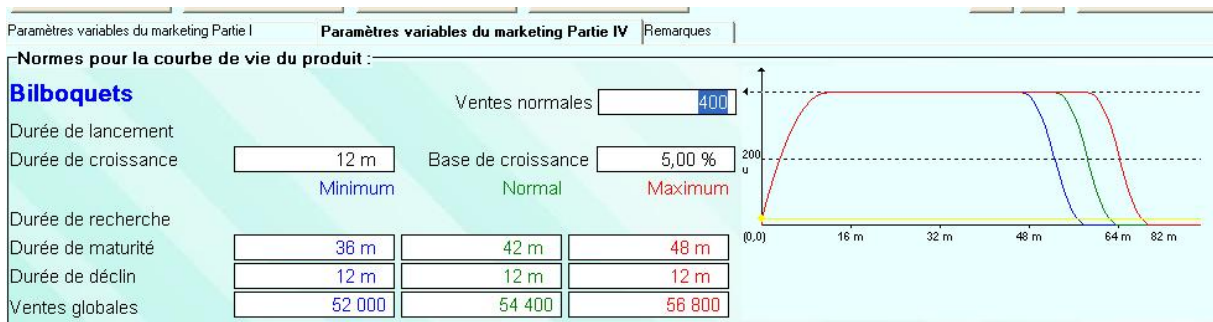 Paramètres variables du marketing Partie I Paramètres variables du marketing Partie IV Remarques
Normes pour la courbe de vie du produit :
Bilboquets
Ventes normales 400
Durée de lancement
Durée de croissance 12 m Base de croissance 5,00 %
Minimum Normal Maximum
Durée de recherche
Durée de maturité 36 m 42 m 48 m
Durée de déclin 12 m 12 m 12 m
Ventes globales 52 000 54 400 56 800
200
u
(0,0) 16 m 32 m 48 m 64 m 82 m